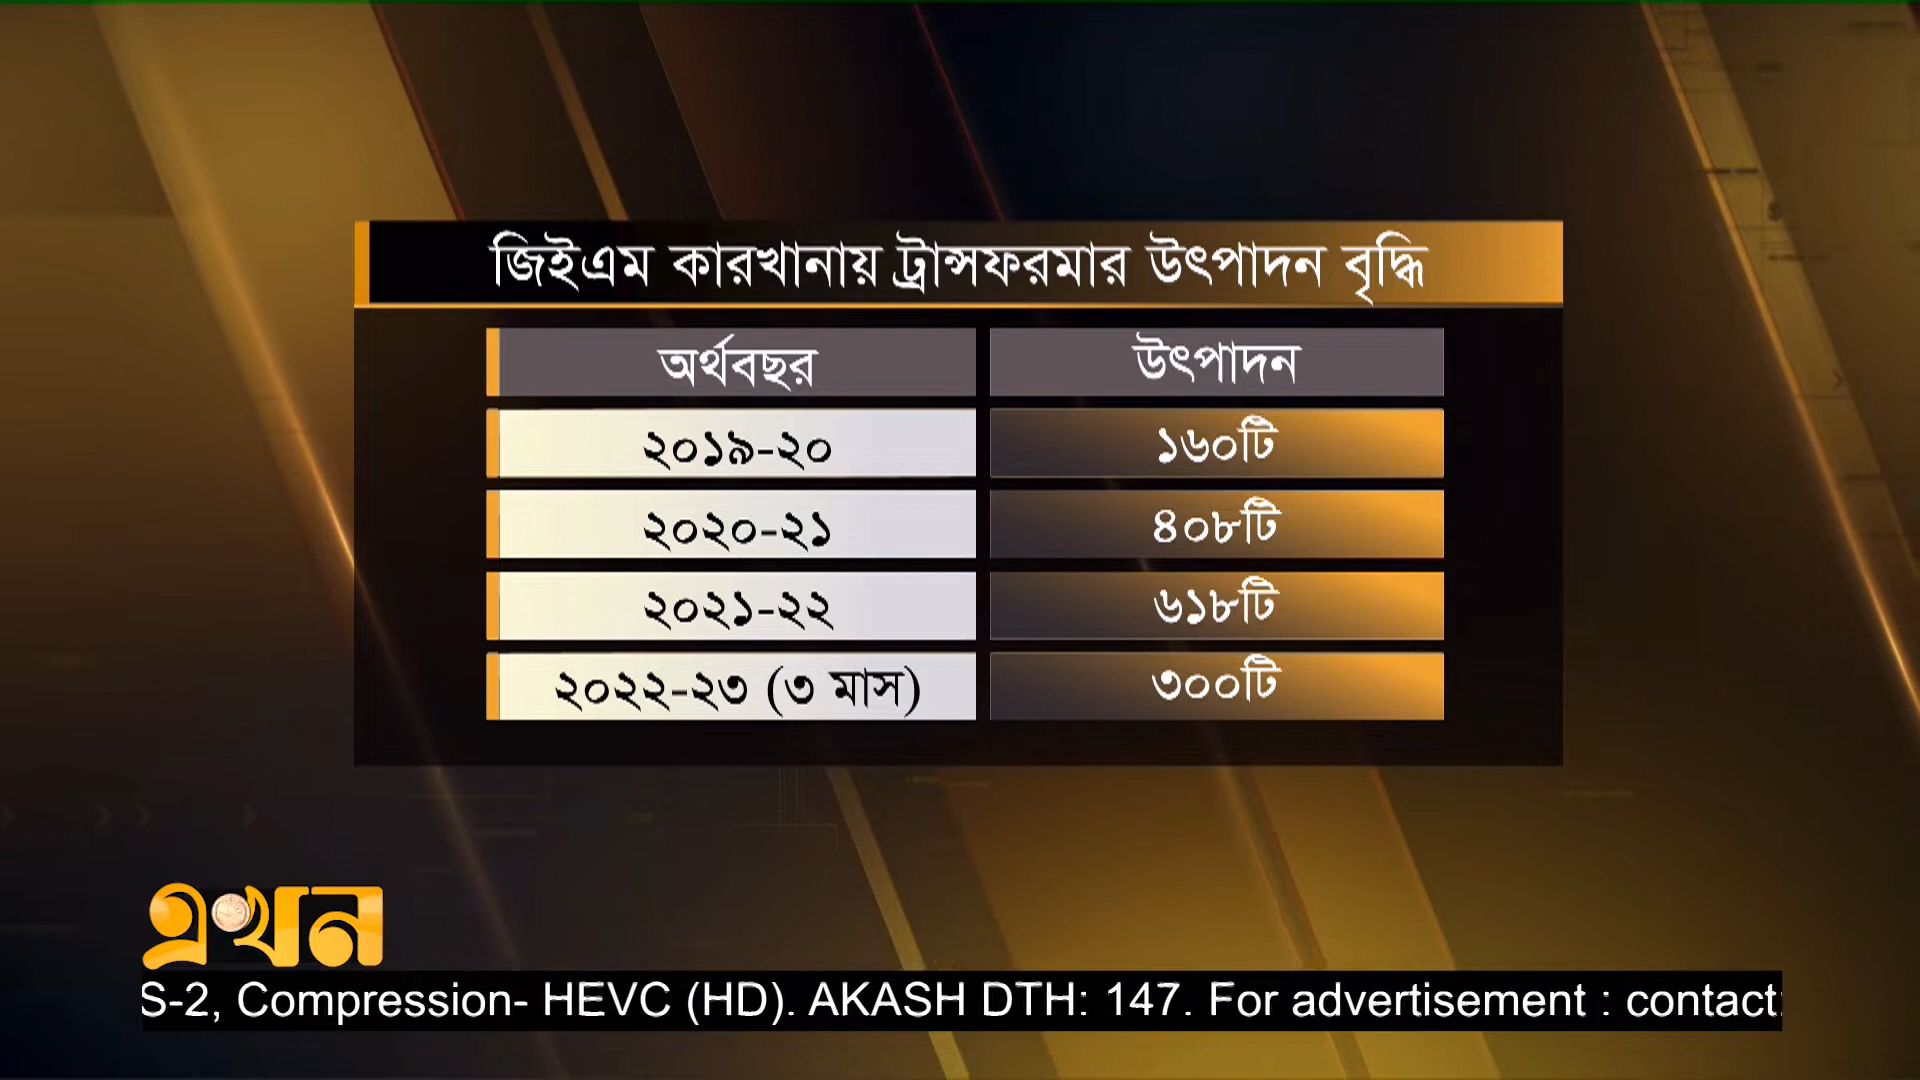 জিইএম কারখানায় ট্রান্সফরমার উৎপাদন বৃদ্ধি
অর্থবছর উৎপাদন
২০১৯-২০ ১৬০টি
২০২০-২১ ৪০৮টি
২০২১-২২ ৬১৮টি
২০২২-২৩ (৩ মাস) ৩০০টি
এখন
S-2, Compression- HEVC (HD). AKASH DTH: 147. For advertisement : contact: